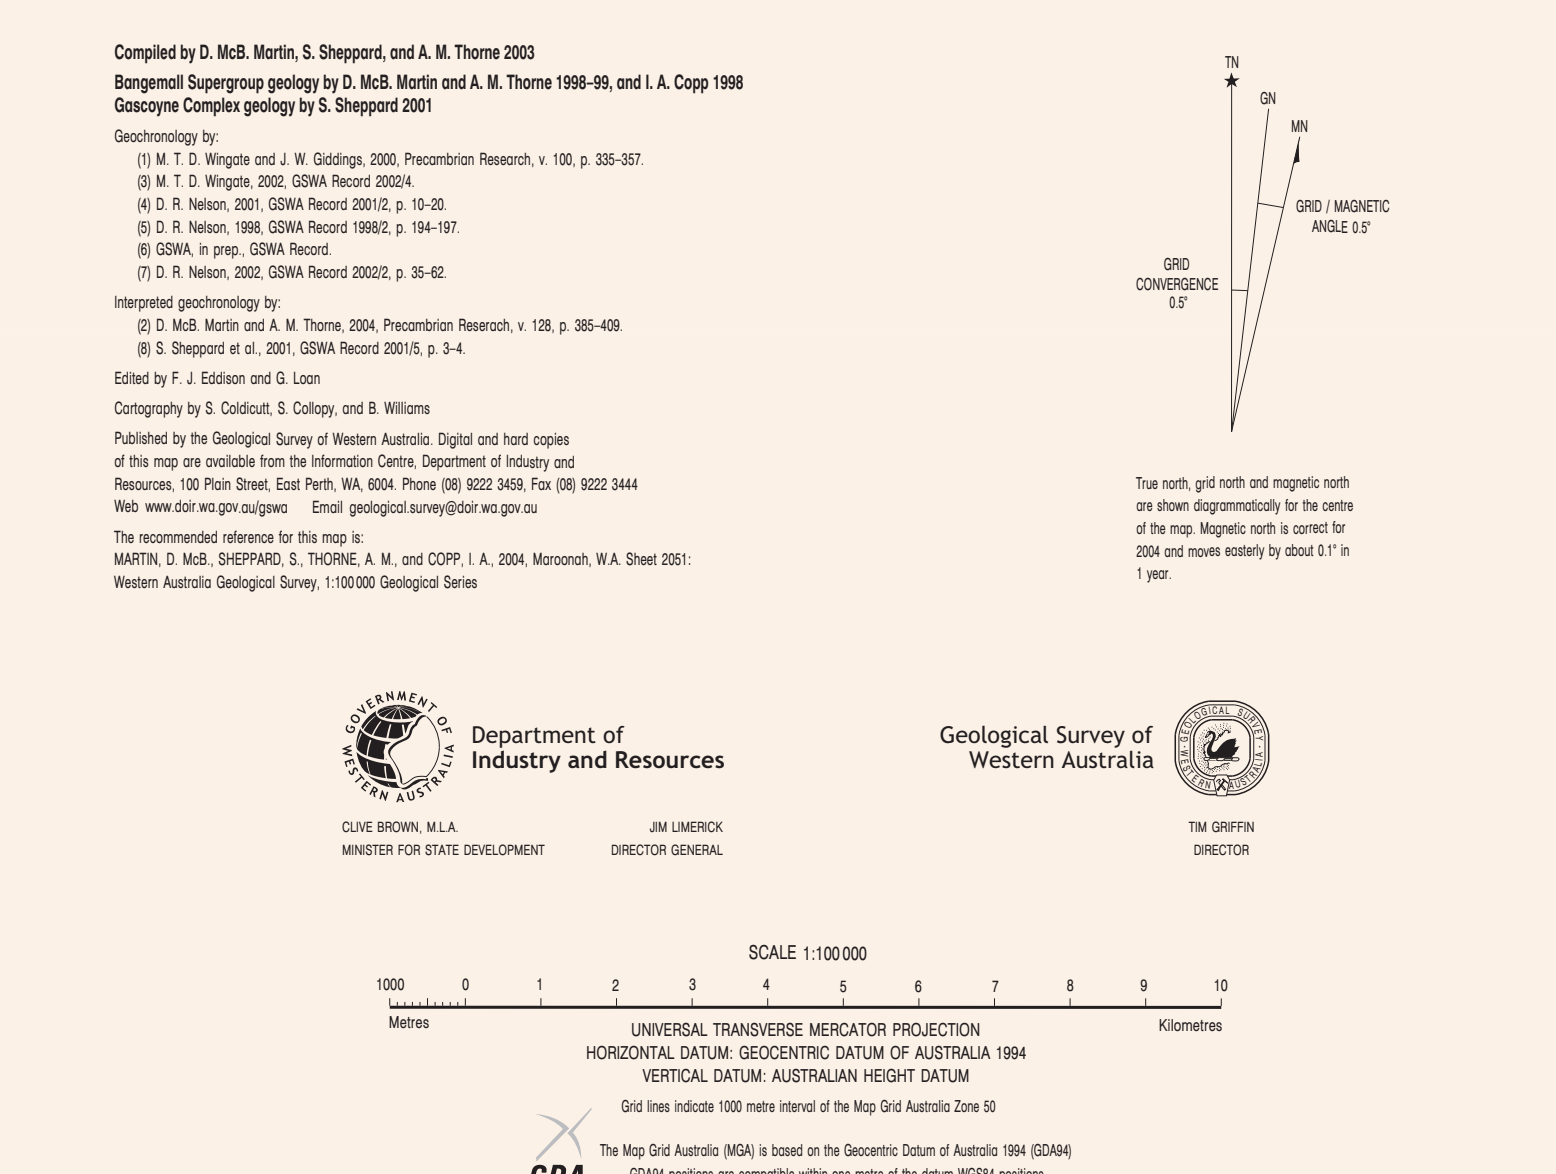 Compiled by D. McB. Martin, S. Sheppard, and A. M. Thorne 2003
Bangemall Supergroup geology by D. McB. Martin and A. M. Thorne 1998–99, and I. A. Copp 1998
Gascoyne Complex geology by S. Sheppard 2001
Geochronology by:
(1) M. T. D. Wingate and J. W. Giddings, 2000, Precambrian Research, v. 100, p. 335–357.
(3) M. T. D. Wingate, 2002, GSWA Record 2002/4.
(4) D. R. Nelson, 2001, GSWA Record 2001/2, p. 10–20.
(5) D. R. Nelson, 1998, GSWA Record 1998/2, p. 194–197.
(6) GSWA, in prep., GSWA Record.
(7) D. R. Nelson, 2002, GSWA Record 2002/2, p. 35–62.
Interpreted geochronology by:
(2) D. McB. Martin and A. M. Thorne, 2004, Precambrian Reserach, v. 128, p. 385–409.
(8) S. Sheppard et al., 2001, GSWA Record 2001/5, p. 3–4.
Edited by F. J. Eddison and G. Loan
Cartography by S. Coldicutt, S. Collopy, and B. Williams
Published by the Geological Survey of Western Australia. Digital and hard copies
of this map are available from the Information Centre, Department of Industry and
Resources, 100 Plain Street, East Perth, WA, 6004. Phone (08) 9222 3459, Fax (08) 9222 3444
Web www.doir.wa.gov.au/gswa Email geological.survey@doir.wa.gov.au
The recommended reference for this map is:
MARTIN, D. McB., SHEPPARD, S., THORNE, A. M., and COPP, I. A., 2004, Maroonah, W.A. Sheet 2051:
Western Australia Geological Survey, 1:100 000 Geological Series
TN
GN
MN
GRID / MAGNETIC
ANGLE 0.5°
GRID
CONVERGENCE
0.5°
True north, grid north and magnetic north
are shown diagrammatically for the centre
of the map. Magnetic north is correct for
2004 and moves easterly by about 0.1° in
1 year.
GOVERNMENT OF
WESTERN AUSTRALIA
Department of
Industry and Resources
CLIVE BROWN, M.L.A.
MINISTER FOR STATE DEVELOPMENT
JIM LIMERICK
DIRECTOR GENERAL
Geological Survey of
Western Australia
GEOLOGICAL SURVEY
WESTERN AUSTRALIA
TIM GRIFFIN
DIRECTOR
SCALE 1:100 000
1000 0 1 2 3 4 5 6 7 8 9 10
Metres
Kilometres
UNIVERSAL TRANSVERSE MERCATOR PROJECTION
HORIZONTAL DATUM: GEOCENTRIC DATUM OF AUSTRALIA 1994
VERTICAL DATUM: AUSTRALIAN HEIGHT DATUM
Grid lines indicate 1000 metre interval of the Map Grid Australia Zone 50
The Map Grid Australia (MGA) is based on the Geocentric Datum of Australia 1994 (GDA94)
GDA
GDA94 positions are compatible within one metre of the datum WGS84 positions